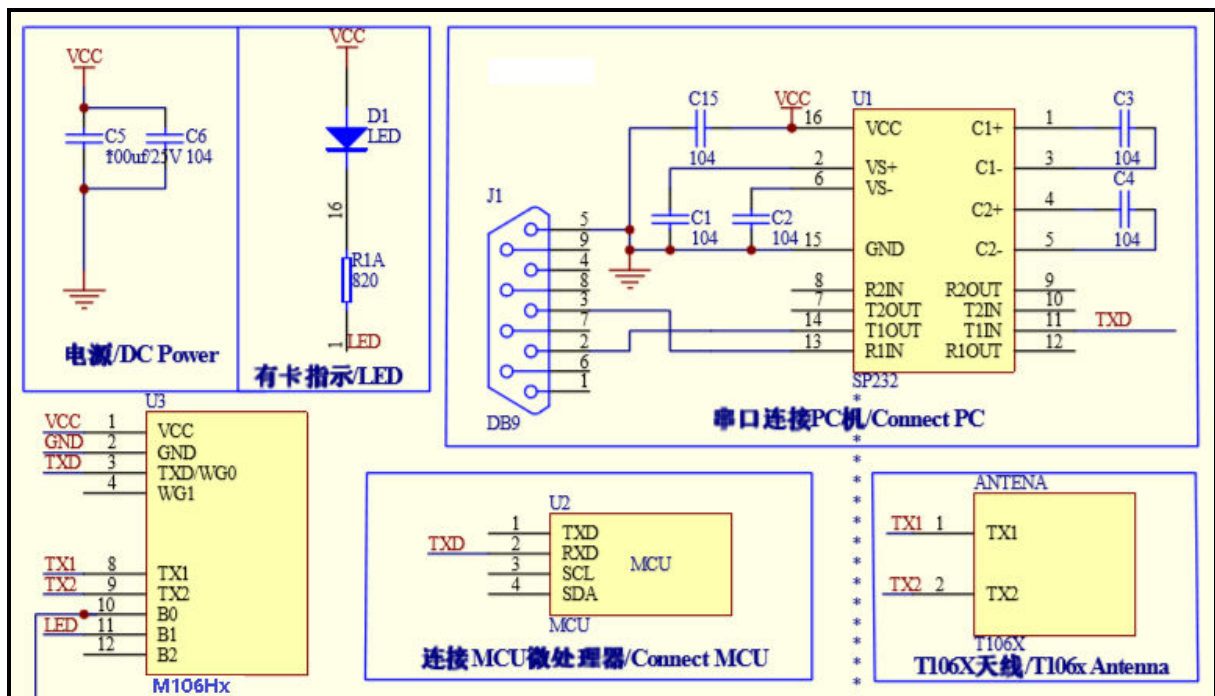 VCC
C5
100uf/25V
C6
104
电源/DC Power
VCC
D1
LED
16
R1A
820
1
LED
有卡指示/LED
J1
5
9
4
8
3
7
2
6
1
DB9
C15
104
VCC
C1
104
C2
104
U1
16 VCC C1+ 1
2 VS+ C1- 3
6 VS-
C2+ 4
15 GND C2- 5
8 R2IN R2OUT 9
7 T2OUT T2IN 10
14 T1OUT T1IN 11 TXD
13 R1IN R1OUT 12
SP232
C3
104
C4
104
串口连接PC机/Connect PC
U3
VCC 1 VCC
GND 2 GND
TXD 3 TXD/WG0
4 WG1
TX1 8 TX1
TX2 9 TX2
10 B0
LED 11 B1
12 B2
M106Hx
U2
1 TXD
TXD 2 RXD
MCU
3 SCL
4 SDA
MCU
连接MCU微处理器/Connect MCU
ANTENA
TX1 1 TX1
TX2 2 TX2
T106X
T106X天线/T106x Antenna